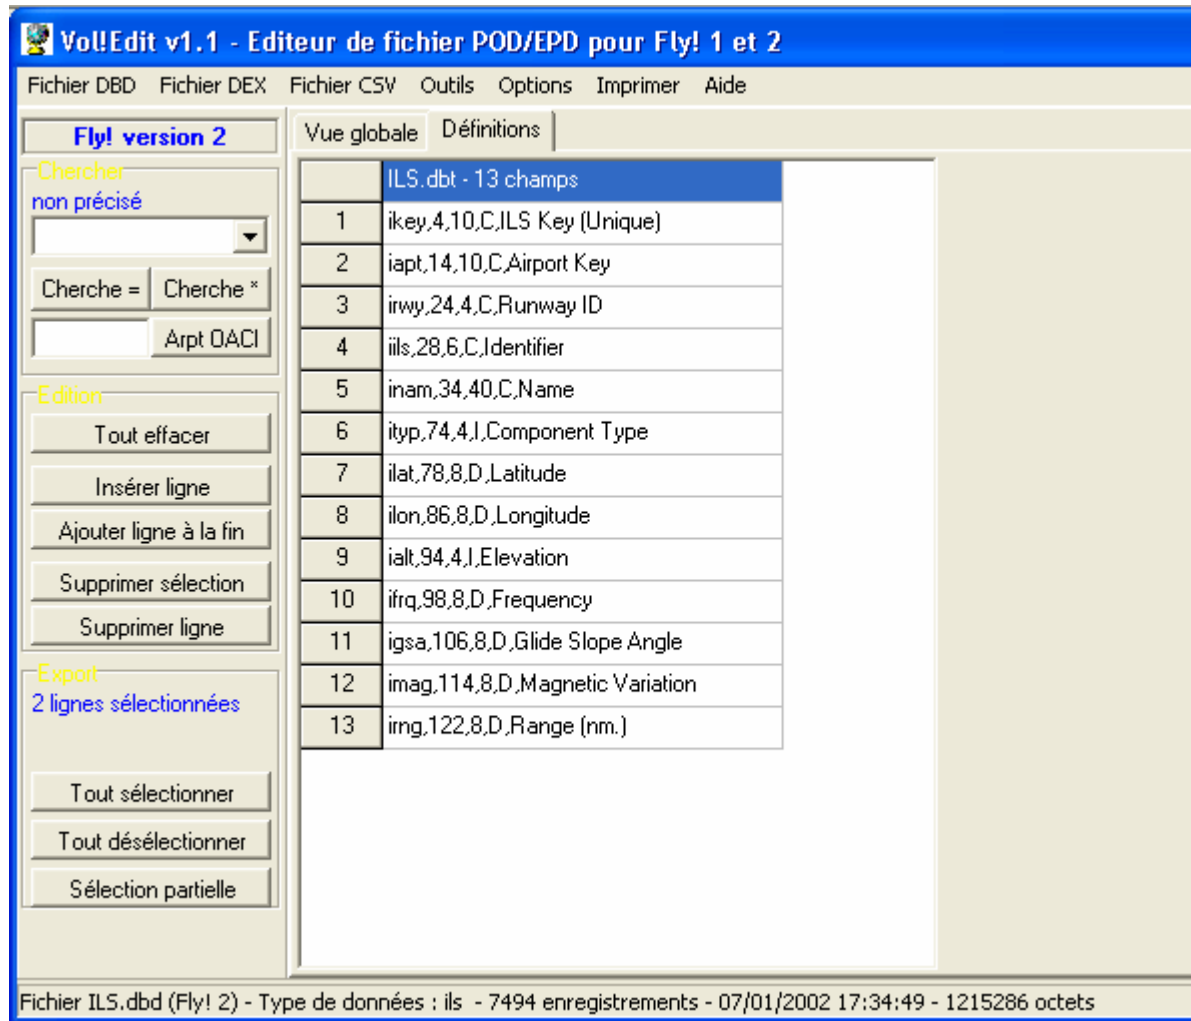 Vol!Edit v1.1 - Editeur de fichier POD/EPD pour Fly! 1 et 2
Fichier DBD Fichier DEX Fichier CSV Outils Options Imprimer Aide
Fly! version 2
Chercher
non précisé
Cherche = Cherche *
Arpt OACI
Edition
Tout effacer
Insérer ligne
Ajouter ligne à la fin
Supprimer sélection
Supprimer ligne
Export
2 lignes sélectionnées
Tout sélectionner
Tout désélectionner
Sélection partielle
Vue globale Définitions
ILS.dbt - 13 champs
1 ikey,4,10,C,ILS Key (Unique)
2 iapt,14,10,C,Airport Key
3 irwy,24,4,C,Runway ID
4 iils,28,6,C,Identifier
5 inam,34,40,C,Name
6 ityp,74,4,I,Component Type
7 ilat,78,8,D,Latitude
8 ilon,86,8,D,Longitude
9 ialt,94,4,I,Elevation
10 ifrq,98,8,D,Frequency
11 igsa,106,8,D,Glide Slope Angle
12 imag,114,8,D,Magnetic Variation
13 irng,122,8,D,Range (nm.)
Fichier ILS.dbd (Fly! 2) - Type de données : ils - 7494 enregistrements - 07/01/2002 17:34:49 - 1215286 octets